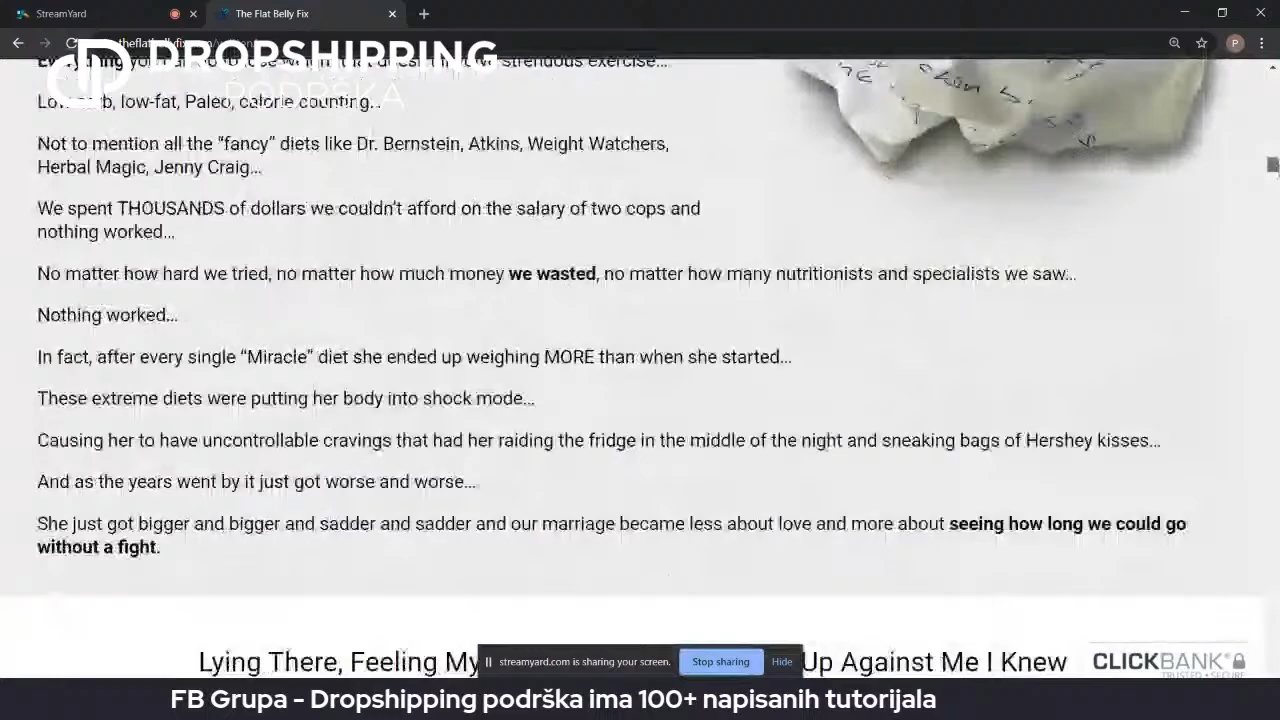 StreamYard
The Flat Belly Fix
DROPSHIPPING
PODRŠKA
strenuous exercise...
low-fat, Paleo, calorie counting...
Not to mention all the “fancy” diets like Dr. Bernstein, Atkins, Weight Watchers,
Herbal Magic, Jenny Craig...
We spent THOUSANDS of dollars we couldn't afford on the salary of two cops and
nothing worked...
No matter how hard we tried, no matter how much money we wasted, no matter how many nutritionists and specialists we saw...
Nothing worked...
In fact, after every single “Miracle” diet she ended up weighing MORE than when she started...
These extreme diets were putting her body into shock mode...
Causing her to have uncontrollable cravings that had her raiding the fridge in the middle of the night and sneaking bags of Hershey kisses...
And as the years went by it just got worse and worse...
She just got bigger and bigger and sadder and sadder and our marriage became less about love and more about seeing how long we could go
without a fight.
Lying There, Feeling My Up Against Me I Knew
streamyard.com is sharing your screen. Stop sharing Hide
CLICKBANK®
TRUSTED • SECURE
FB Grupa - Dropshipping podrška ima 100+ napisanih tutorijala